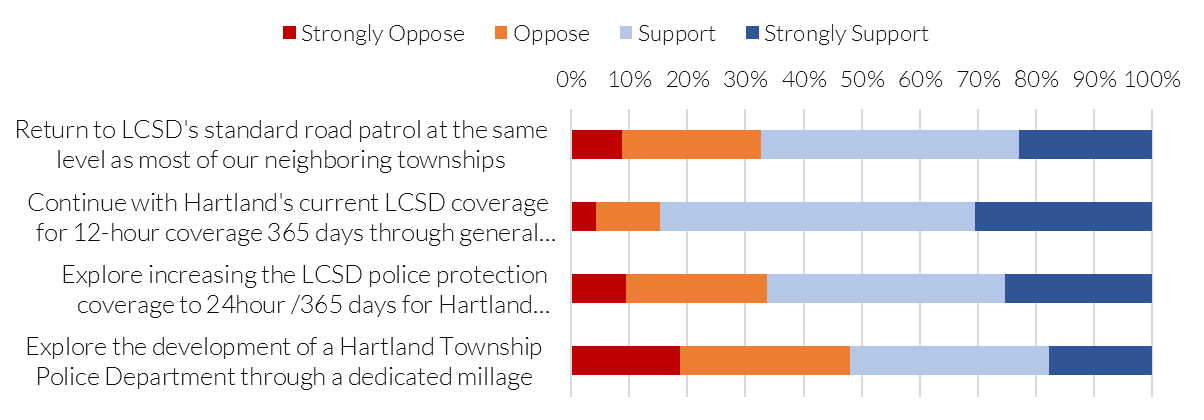 Strongly Oppose Oppose Support Strongly Support
0% 10% 20% 30% 40% 50% 60% 70% 80% 90% 100%
Return to LCSD's standard road patrol at the same
level as most of our neighboring townships
Continue with Hartland's current LCSD coverage
for 12-hour coverage 365 days through general...
Explore increasing the LCSD police protection
coverage to 24hour /365 days for Hartland...
Explore the development of a Hartland Township
Police Department through a dedicated millage